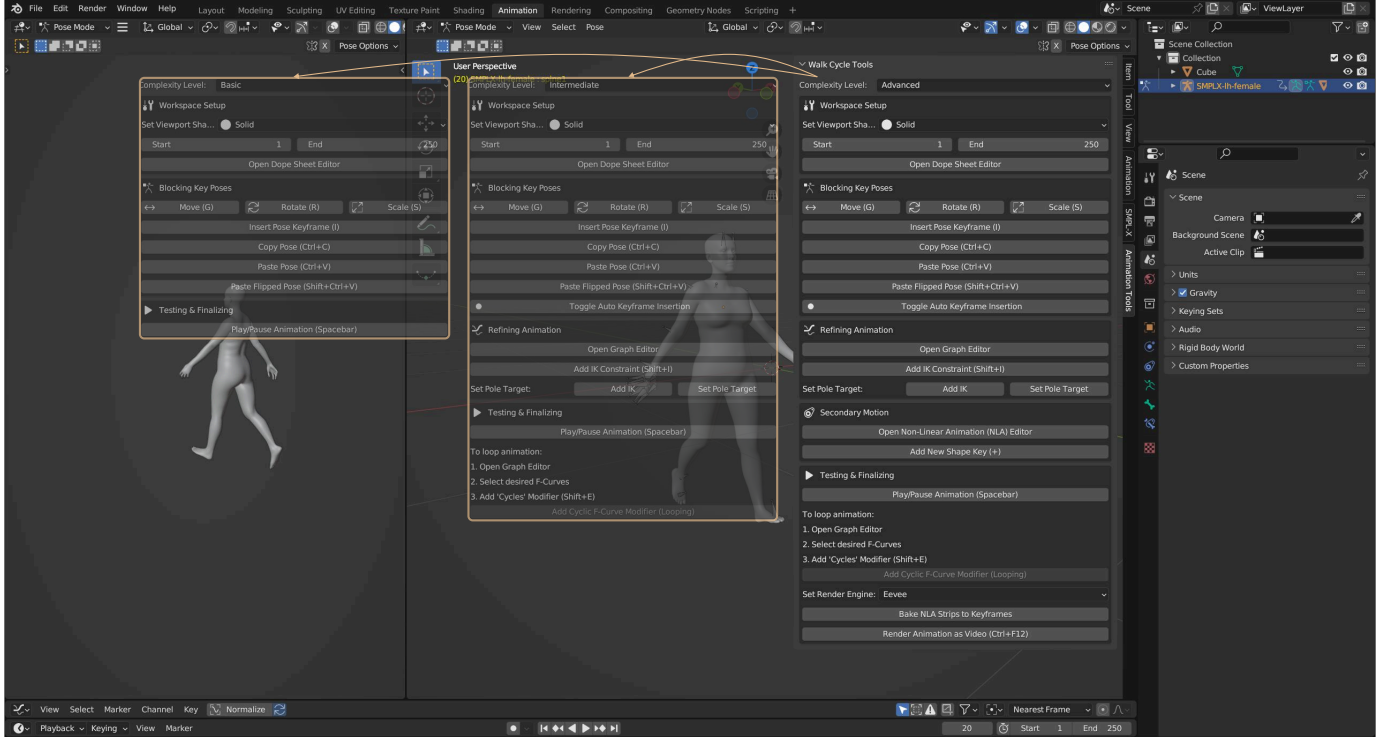 File Edit Render Window Help Layout Modeling Sculpting UV Editing Texture Paint Shading Animation Rendering Compositing Geometry Nodes Scripting + Scene ViewLayer
Pose Mode Global Pose Mode View Select Pose Global
X Pose Options X Pose Options
Scene Collection
Collection
Cube
SMPLX-lh-female
User Perspective
Complexity Level: Basic
Workspace Setup
Set Viewport Sha... Solid
Start 1 End 250
Open Dope Sheet Editor
Blocking Key Poses
Move (G) Rotate (R) Scale (S)
Insert Pose Keyframe (I)
Copy Pose (Ctrl+C)
Paste Pose (Ctrl+V)
Paste Flipped Pose (Shift+Ctrl+V)
Testing & Finalizing
Play/Pause Animation (Spacebar)
Complexity Level: Intermediate
Workspace Setup
Set Viewport Sha... Solid
Start 1 End 250
Open Dope Sheet Editor
Blocking Key Poses
Move (G) Rotate (R) Scale (S)
Insert Pose Keyframe (I)
Copy Pose (Ctrl+C)
Paste Pose (Ctrl+V)
Paste Flipped Pose (Shift+Ctrl+V)
Toggle Auto Keyframe Insertion
Refining Animation
Open Graph Editor
Add IK Constraint (Shift+I)
Set Pole Target: Add IK Set Pole Target
Testing & Finalizing
Play/Pause Animation (Spacebar)
To loop animation:
1. Open Graph Editor
2. Select desired F-Curves
3. Add 'Cycles' Modifier (Shift+E)
Add Cyclic F-Curve Modifier (Looping)
Walk Cycle Tools
Complexity Level: Advanced
Workspace Setup
Set Viewport Sha... Solid
Start 1 End 250
Open Dope Sheet Editor
Blocking Key Poses
Move (G) Rotate (R) Scale (S)
Insert Pose Keyframe (I)
Copy Pose (Ctrl+C)
Paste Pose (Ctrl+V)
Paste Flipped Pose (Shift+Ctrl+V)
Toggle Auto Keyframe Insertion
Refining Animation
Open Graph Editor
Add IK Constraint (Shift+I)
Set Pole Target: Add IK Set Pole Target
Secondary Motion
Open Non-Linear Animation (NLA) Editor
Add New Shape Key (+)
Testing & Finalizing
Play/Pause Animation (Spacebar)
To loop animation:
1. Open Graph Editor
2. Select desired F-Curves
3. Add 'Cycles' Modifier (Shift+E)
Add Cyclic F-Curve Modifier (Looping)
Set Render Engine: Eevee
Bake NLA Strips to Keyframes
Render Animation as Video (Ctrl+F12)
Item
Tool
View
Animation
SMPL-X
Animation Tools
Scene
Scene
Camera
Background Scene
Active Clip
Units
Gravity
Keying Sets
Audio
Rigid Body World
Custom Properties
View Select Marker Channel Key Normalize Nearest Frame
Playback Keying View Marker 20 Start 1 End 250